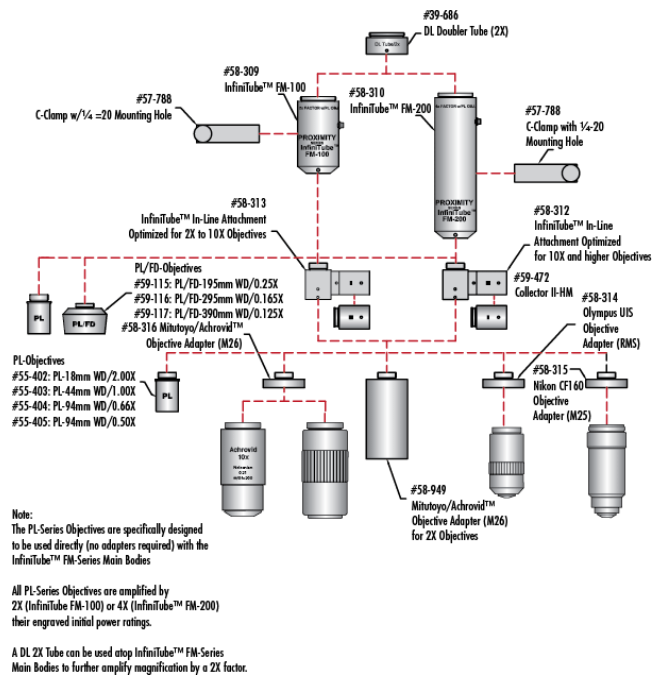 #39-686
DL Doubler Tube (2X)
DL Tube/2x
#58-309
InfiniTube™ FM-100
#58-310
InfiniTube™ FM-200
#57-788
C-Clamp w/¼ =20 Mounting Hole
#57-788
C-Clamp with ¼-20
Mounting Hole
PROXIMITY
InfiniTube™
FM-100
PROXIMITY
InfiniTube™
FM-200
#58-313
InfiniTube™ In-Line Attachment
Optimized for 2X to 10X Objectives
#58-312
InfiniTube™ In-Line
Attachment Optimized
for 10X and higher Objectives
#59-472
Collector II-HM
PL
PL/FD
PL/FD-Objectives
#59-115: PL/FD-195mm WD/0.25X
#59-116: PL/FD-295mm WD/0.165X
#59-117: PL/FD-390mm WD/0.125X
#58-316 Mitutoyo/Achrovid™
Objective Adapter (M26)
#58-314
Olympus UIS
Objective
Adapter (RMS)
#58-315
Nikon CF160
Objective
Adapter (M25)
PL-Objectives
#55-402: PL-18mm WD/2.00X
#55-403: PL-44mm WD/1.00X
#55-404: PL-94mm WD/0.66X
#55-405: PL-94mm WD/0.50X
PL
Achrovid
10x
#58-949
Mitutoyo/Achrovid™
Objective Adapter (M26)
for 2X Objectives
Note:
The PL-Series Objectives are specifically designed
to be used directly (no adapters required) with the
InfiniTube™ FM-Series Main Bodies
All PL-Series Objectives are amplified by
2X (InfiniTube FM-100) or 4X (InfiniTube™ FM-200)
their engraved initial power ratings.
A DL 2X Tube can be used atop InfiniTube™ FM-Series
Main Bodies to further amplify magnification by a 2X factor.